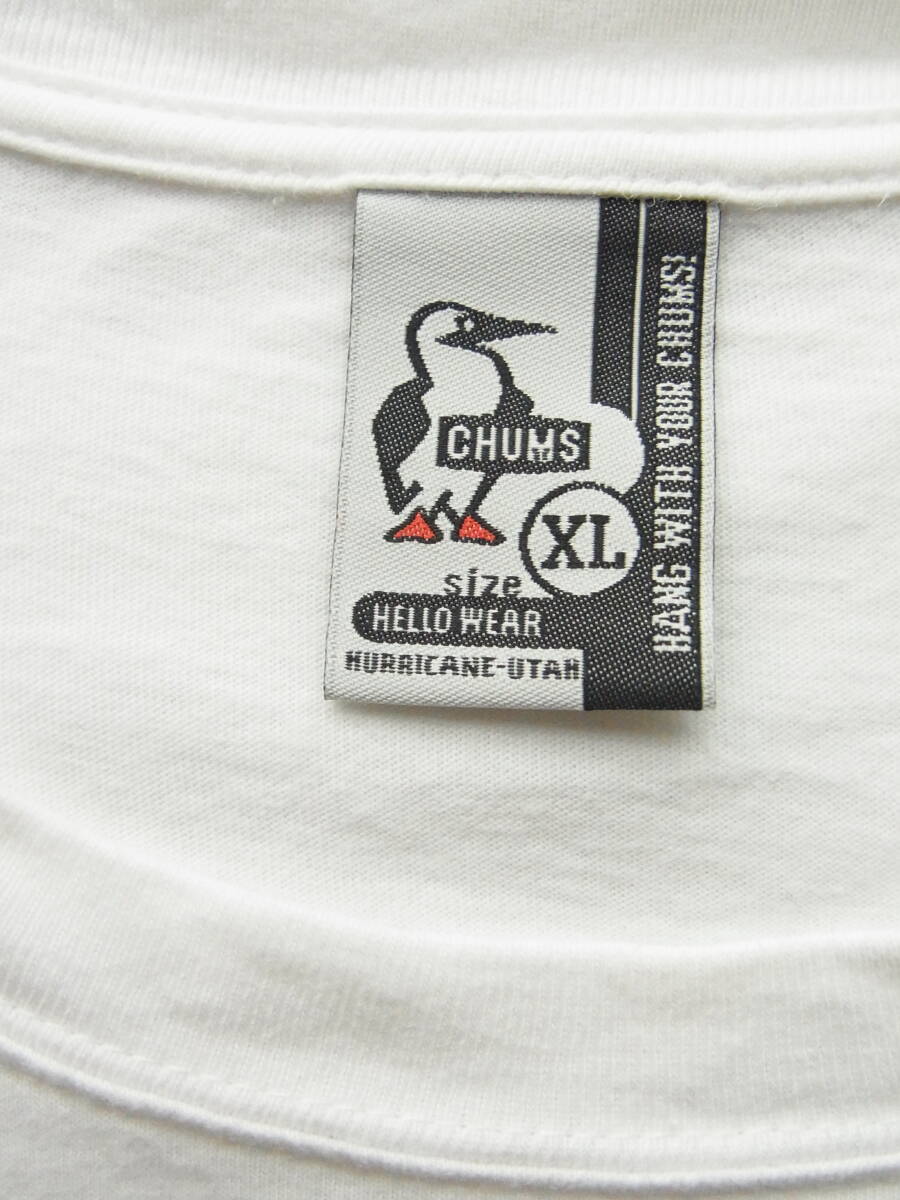 CHUMS
XL
size
HELLO WEAR
HURRICANE-UTAH
HANG WITH YOUR CHUMS!